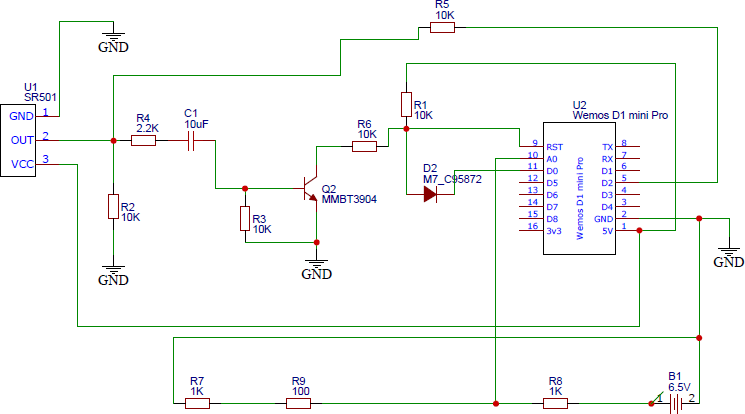 R5
10K
GND
U1
SR501
GND 1
OUT 2
VCC 3
R4
2.2K
C1
10uF
R6
10K
R1
10K
U2
Wemos D1 mini Pro
9 RST TX 8
10 A0 RX 7
11 D0 D1 6
12 D5 D2 5
13 D6 D3 4
14 D7 D4 3
15 D8 GND 2
16 3v3 5V 1
Wemos D1 mini Pro
D2
M7_C95872
Q2
MMBT3904
R2
10K
R3
10K
GND
GND
GND
R7
1K
R9
100
R8
1K
B1
6.5V
1 2